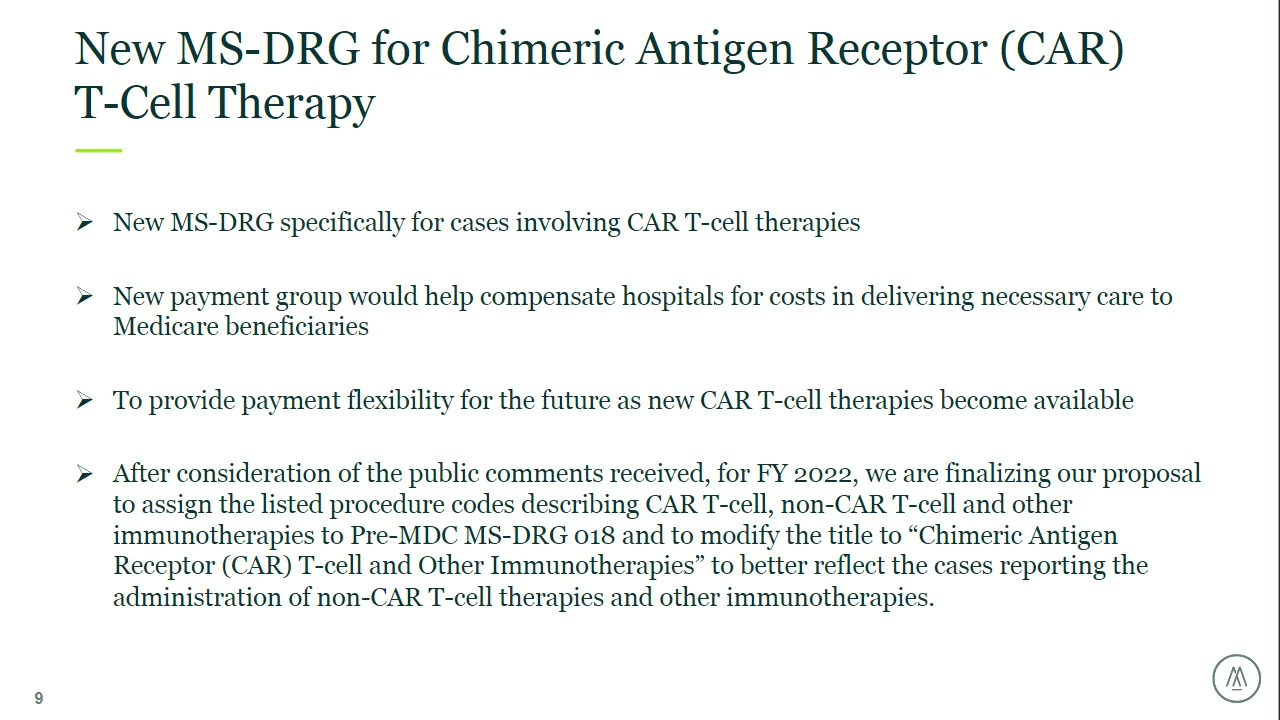 New MS-DRG for Chimeric Antigen Receptor (CAR)
T-Cell Therapy
➢ New MS-DRG specifically for cases involving CAR T-cell therapies
➢ New payment group would help compensate hospitals for costs in delivering necessary care to
Medicare beneficiaries
➢ To provide payment flexibility for the future as new CAR T-cell therapies become available
➢ After consideration of the public comments received, for FY 2022, we are finalizing our proposal
to assign the listed procedure codes describing CAR T-cell, non-CAR T-cell and other
immunotherapies to Pre-MDC MS-DRG 018 and to modify the title to “Chimeric Antigen
Receptor (CAR) T-cell and Other Immunotherapies” to better reflect the cases reporting the
administration of non-CAR T-cell therapies and other immunotherapies.
9